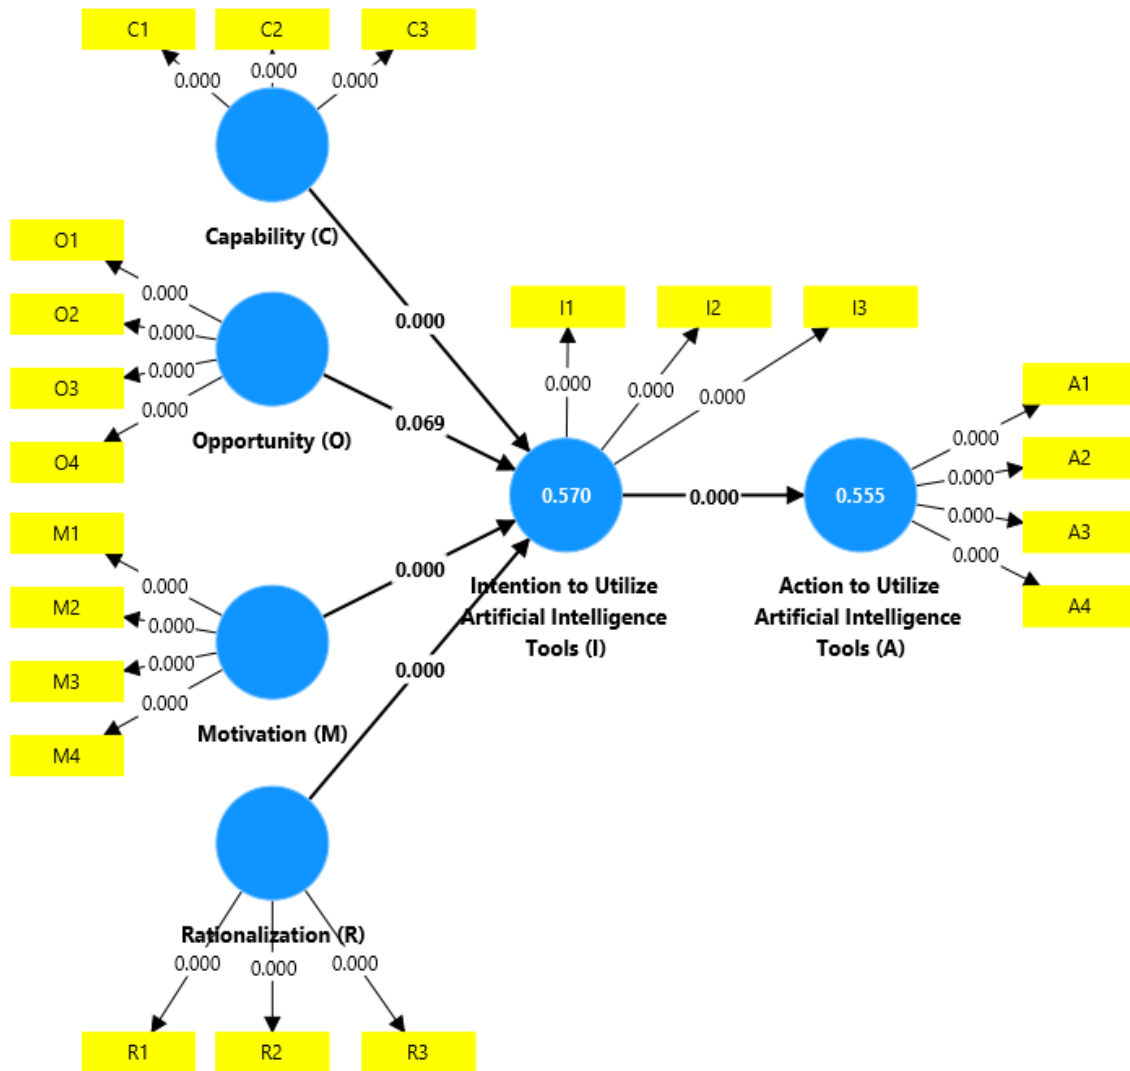 C1
C2
C3
0.000
0.000
0.000
Capability (C)
O1
O2
O3
O4
0.000
0.000
0.000
0.000
Opportunity (O)
0.000
0.069
I1
I2
I3
0.000
0.000
0.000
0.570
Intention to Utilize
Artificial Intelligence
Tools (I)
0.000
0.555
Action to Utilize
Artificial Intelligence
Tools (A)
A1
A2
A3
A4
0.000
0.000
0.000
0.000
M1
M2
M3
M4
0.000
0.000
0.000
0.000
Motivation (M)
0.000
0.000
Rationalization (R)
0.000
0.000
0.000
R1
R2
R3